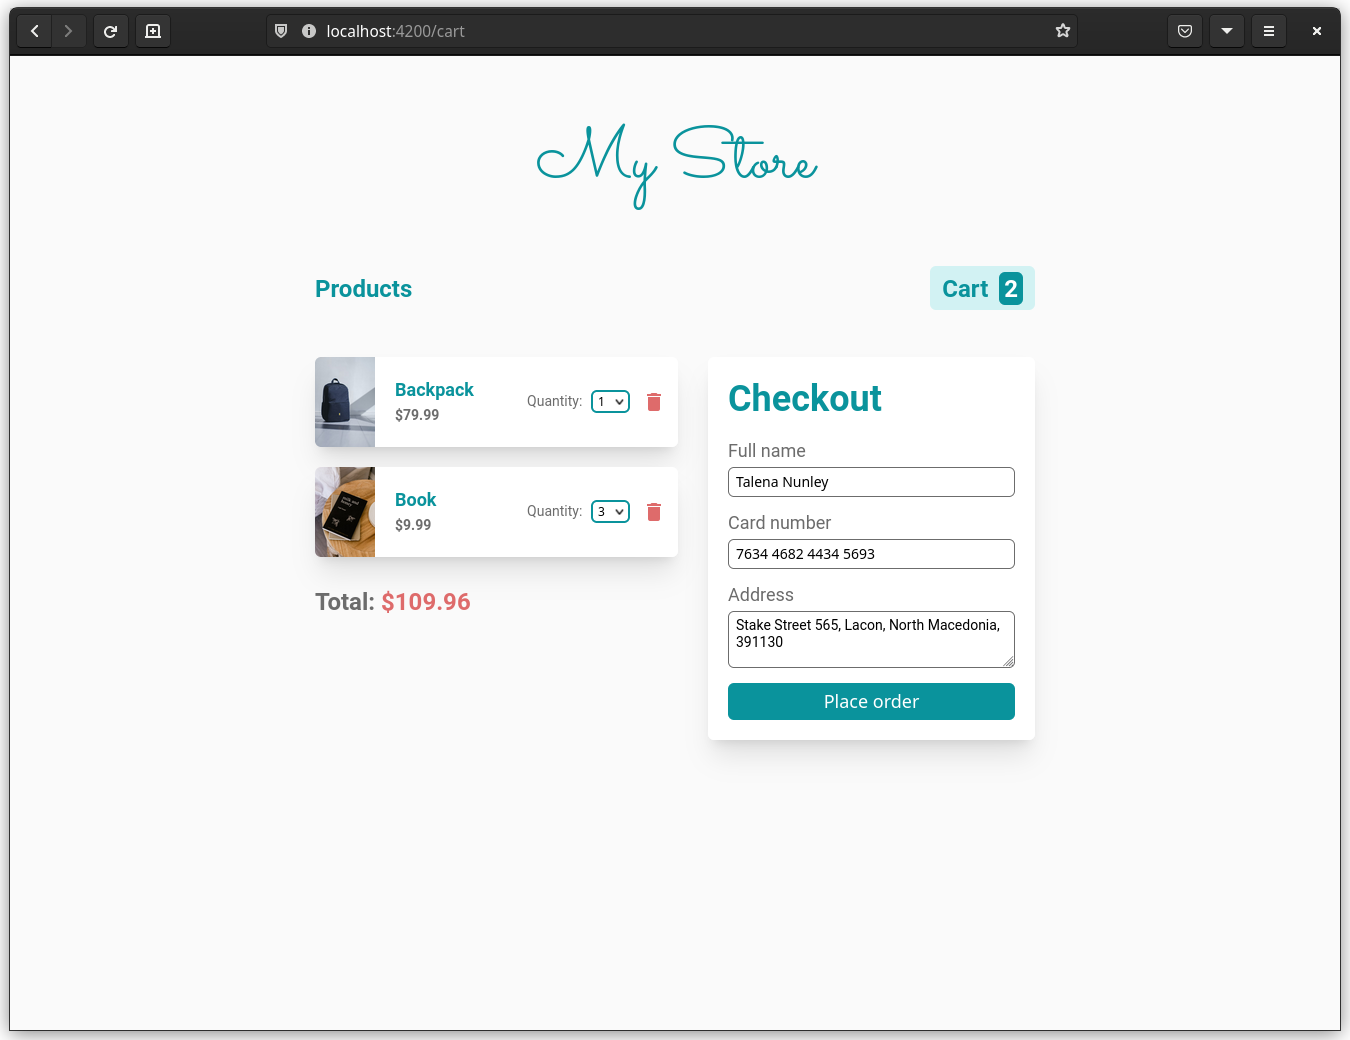 localhost:4200/cart
My Store
Products
Cart 2
Backpack
$79.99
Quantity: 1
Book
$9.99
Quantity: 3
Total: $109.96
Checkout
Full name
Talena Nunley
Card number
7634 4682 4434 5693
Address
Stake Street 565, Lacon, North Macedonia,
391130
Place order